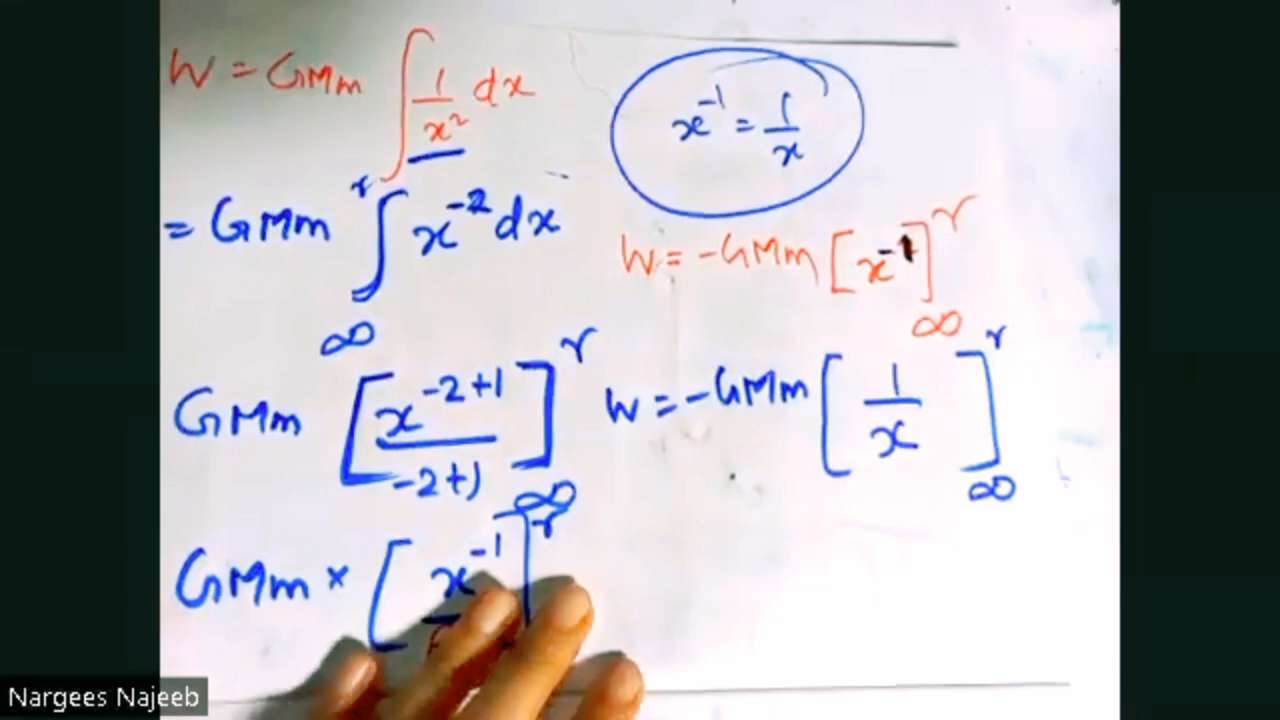 W = GMm ∫ 1/x² dx
= GMm ∫_∞^r x⁻² dx
GMm [x⁻²⁺¹/-2+1]_∞^r
GMm × [x⁻¹]^r
x⁻¹ = 1/x
W = -GMm [x⁻¹]_∞^r
W = -GMm [1/x]_∞^r
Nargees Najeeb